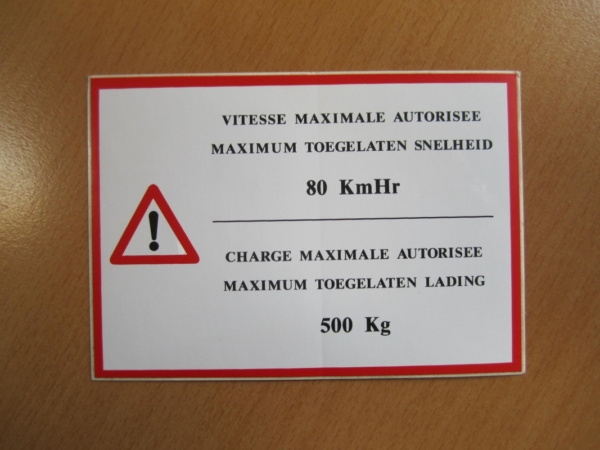 VITESSE MAXIMALE AUTORISEE
MAXIMUM TOEGELATEN SNELHEID
80 KmHr
CHARGE MAXIMALE AUTORISEE
MAXIMUM TOEGELATEN LADING
500 Kg